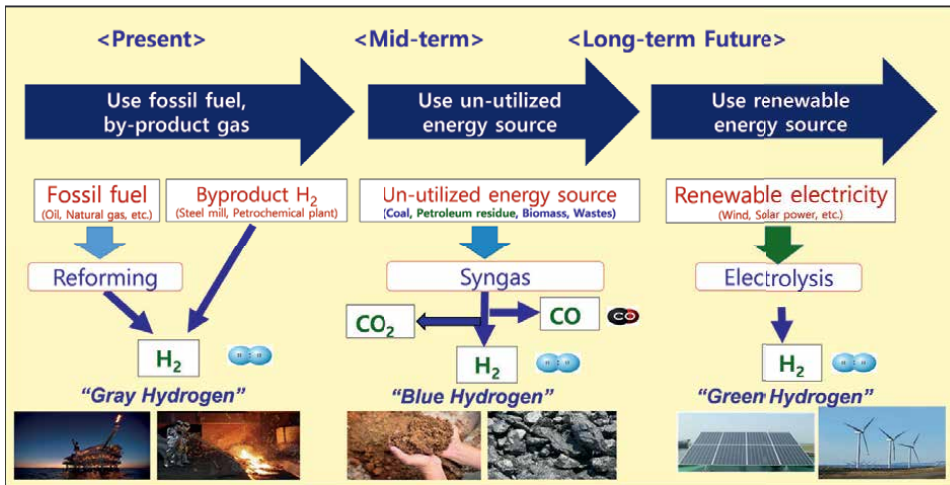 <Present>
<Mid-term>
<Long-term Future>
Use fossil fuel,
by-product gas
Use un-utilized
energy source
Use renewable
energy source
Fossil fuel
(Oil, Natural gas, etc.)
Byproduct H₂
(Steel mill, Petrochemical plant)
Un-utilized energy source
(Coal, Petroleum residue, Biomass, Wastes)
Renewable electricity
(Wind, Solar power, etc.)
Reforming
Syngas
Electrolysis
CO₂
CO
CO
H₂
H : H
H₂
H : H
H₂
H : H
"Gray Hydrogen"
"Blue Hydrogen"
"Green Hydrogen"